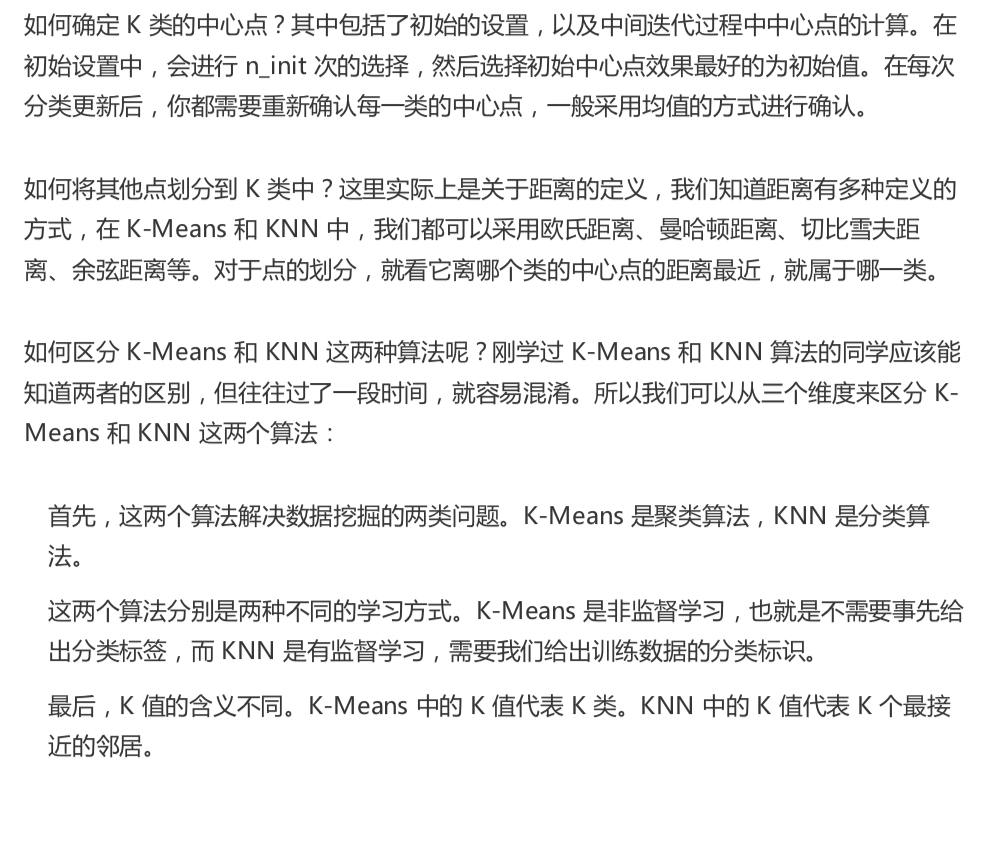 如何确定 K 类的中心点？其中包括了初始的设置，以及中间迭代过程中中心点的计算。在
初始设置中，会进行 n_init 次的选择，然后选择初始中心点效果最好的为初始值。在每次
分类更新后，你都需要重新确认每一类的中心点，一般采用均值的方式进行确认。
如何将其他点划分到 K 类中？这里实际上是关于距离的定义，我们知道距离有多种定义的
方式，在 K-Means 和 KNN 中，我们都可以采用欧氏距离、曼哈顿距离、切比雪夫距
离、余弦距离等。对于点的划分，就看它离哪个类的中心点的距离最近，就属于哪一类。
如何区分 K-Means 和 KNN 这两种算法呢？刚学过 K-Means 和 KNN 算法的同学应该能
知道两者的区别，但往往过了一段时间，就容易混淆。所以我们可以从三个维度来区分 K-
Means 和 KNN 这两个算法：
首先，这两个算法解决数据挖掘的两类问题。K-Means 是聚类算法，KNN 是分类算
法。
这两个算法分别是两种不同的学习方式。K-Means 是非监督学习，也就是不需要事先给
出分类标签，而 KNN 是有监督学习，需要我们给出训练数据的分类标识。
最后，K 值的含义不同。K-Means 中的 K 值代表 K 类。KNN 中的 K 值代表 K 个最接
近的邻居。